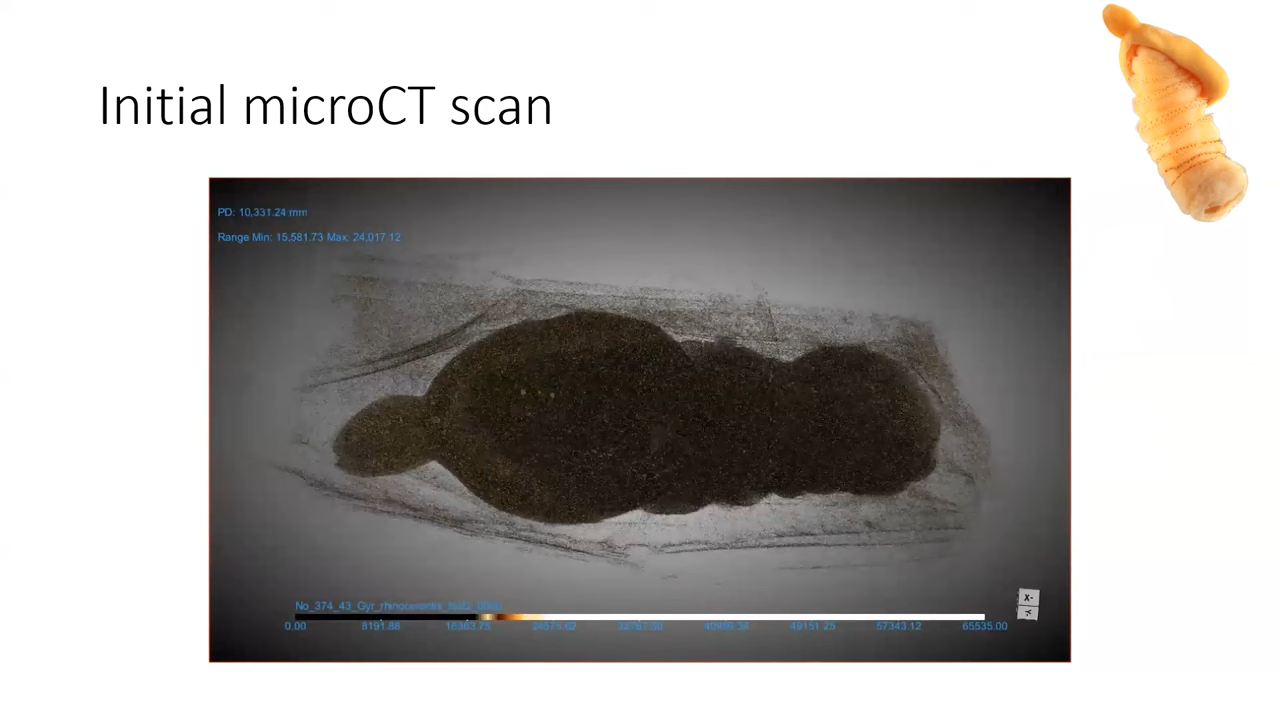 Initial microCT scan
PD: 10,331.24 mm
Range Min: 15,581.73 Max: 24,017.12
0.00 8191.88 16383.75 24575.62 32767.50 40959.38 49151.25 57343.12 65535.00
X-